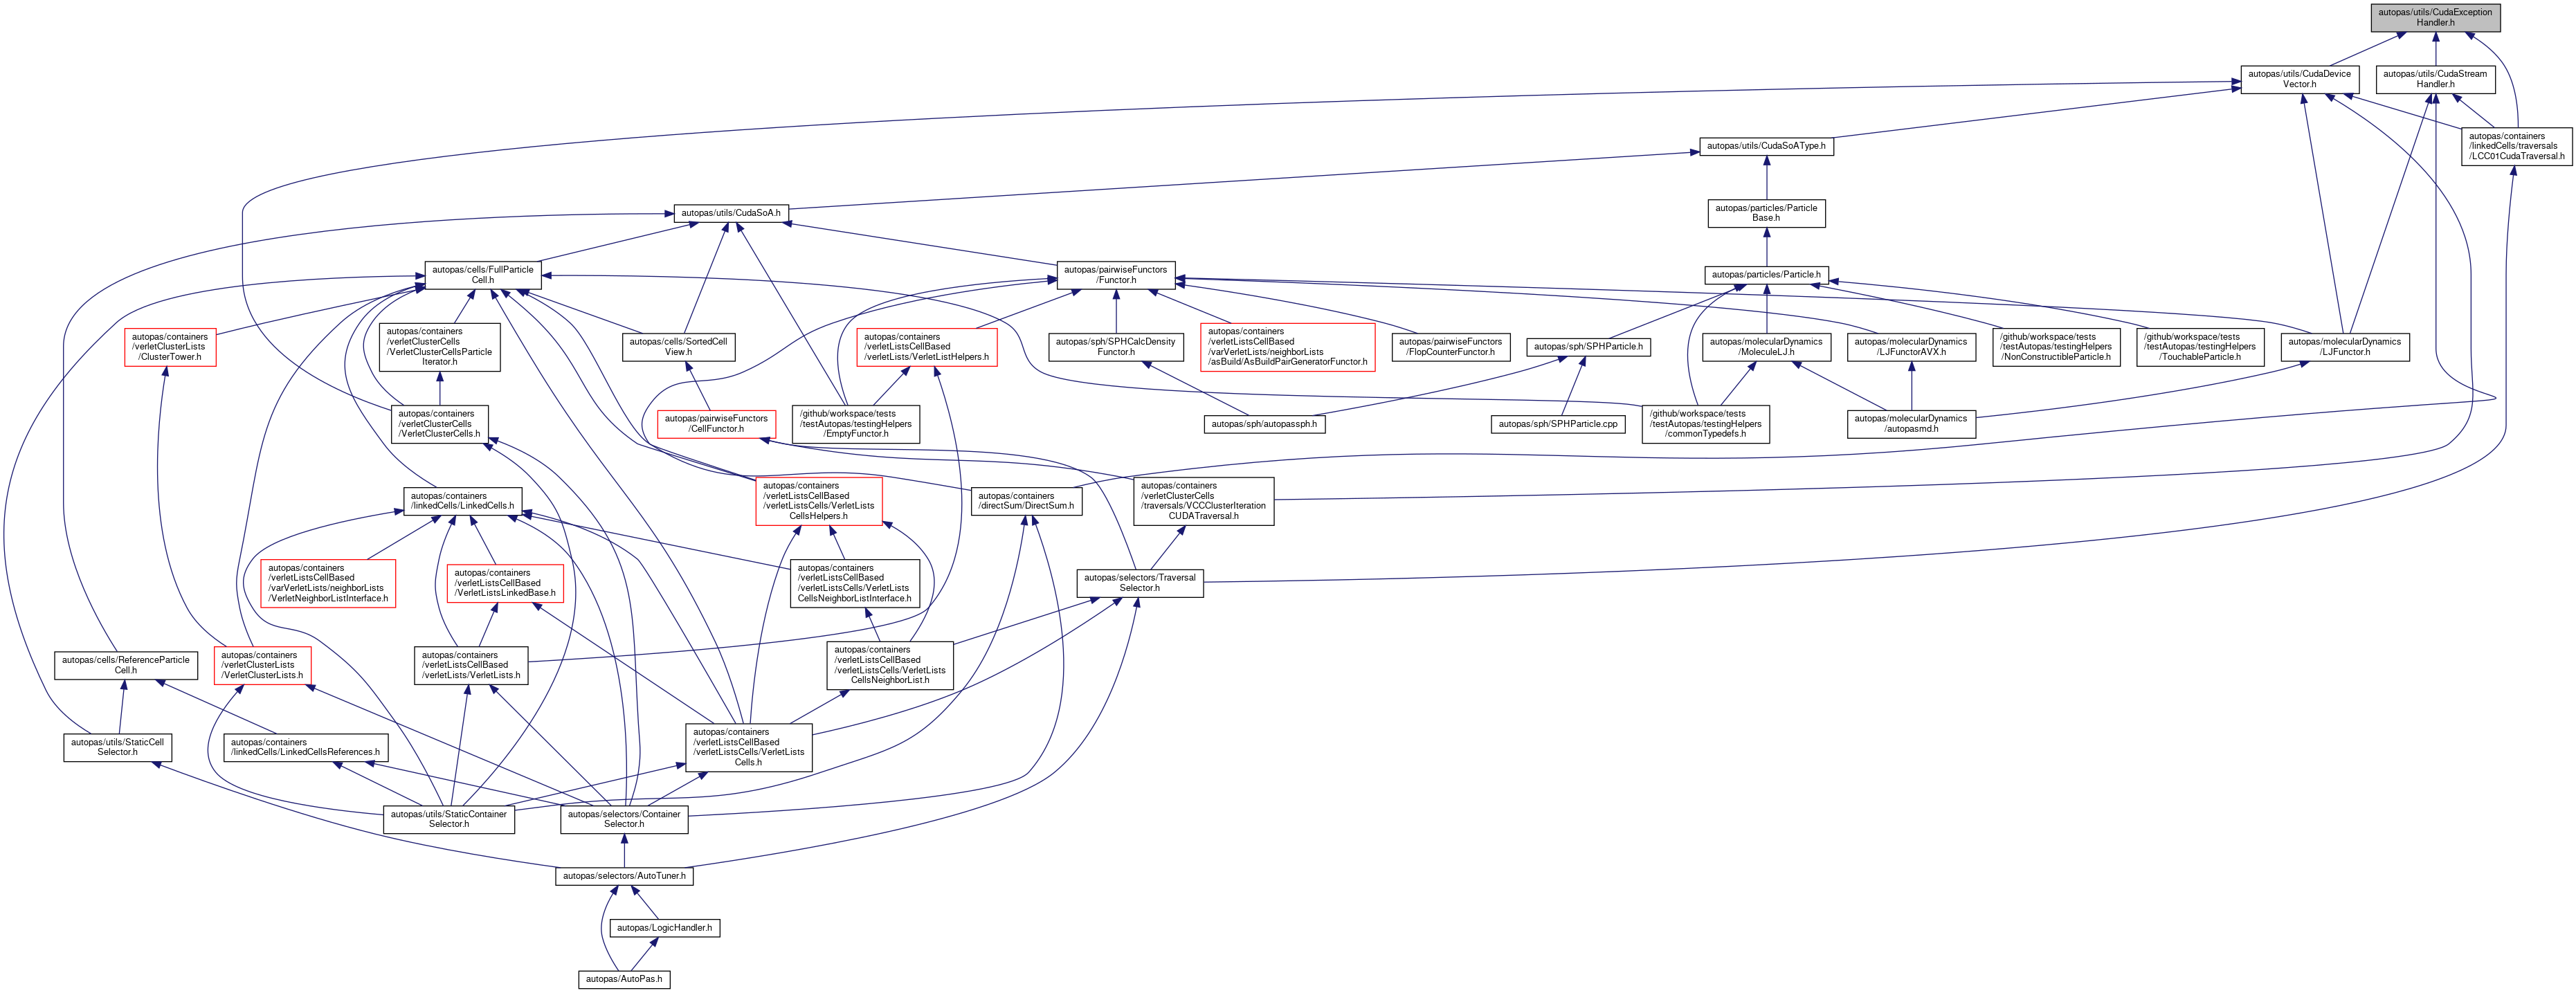 autopas/utils/CudaException
Handler.h
autopas/utils/CudaDevice
Vector.h
autopas/utils/CudaStream
Handler.h
autopas/utils/CudaSoAType.h
autopas/containers
/linkedCells/traversals
/LCC01CudaTraversal.h
autopas/utils/CudaSoA.h
autopas/particles/Particle
Base.h
autopas/cells/FullParticle
Cell.h
autopas/pairwiseFunctors
/Functor.h
autopas/particles/Particle.h
autopas/containers
/verletClusterLists
/ClusterTower.h
autopas/containers
/verletClusterCells
/VerletClusterCellsParticle
Iterator.h
autopas/cells/SortedCell
View.h
autopas/containers
/verletListsCellBased
/verletLists/VerletListHelpers.h
autopas/sph/SPHCalcDensity
Functor.h
autopas/containers
/verletListsCellBased
/varVerletLists/neighborLists
/asBuild/AsBuildPairGeneratorFunctor.h
autopas/pairwiseFunctors
/FlopCounterFunctor.h
autopas/sph/SPHParticle.h
autopas/molecularDynamics
/MoleculeLJ.h
autopas/molecularDynamics
/LJFunctorAVX.h
/github/workspace/tests
/testAutopas/testingHelpers
/NonConstructibleParticle.h
/github/workspace/tests
/testAutopas/testingHelpers
/TouchableParticle.h
autopas/molecularDynamics
/LJFunctor.h
autopas/containers
/verletClusterCells
/VerletClusterCells.h
autopas/pairwiseFunctors
/CellFunctor.h
/github/workspace/tests
/testAutopas/testingHelpers
/EmptyFunctor.h
autopas/sph/autopassph.h
autopas/sph/SPHParticle.cpp
/github/workspace/tests
/testAutopas/testingHelpers
/commonTypedefs.h
autopas/molecularDynamics
/autopasmd.h
autopas/containers
/linkedCells/LinkedCells.h
autopas/containers
/verletListsCellBased
/verletListsCells/VerletLists
CellsHelpers.h
autopas/containers
/directSum/DirectSum.h
autopas/containers
/verletClusterCells
/traversals/VCCClusterIteration
CUDATraversal.h
autopas/containers
/verletListsCellBased
/varVerletLists/neighborLists
/VerletNeighborListInterface.h
autopas/containers
/verletListsCellBased
/VerletListsLinkedBase.h
autopas/containers
/verletListsCellBased
/verletListsCells/VerletLists
CellsNeighborListInterface.h
autopas/selectors/Traversal
Selector.h
autopas/cells/ReferenceParticle
Cell.h
autopas/containers
/verletClusterLists
/VerletClusterLists.h
autopas/containers
/verletListsCellBased
/verletLists/VerletLists.h
autopas/containers
/verletListsCellBased
/verletListsCells/VerletLists
CellsNeighborList.h
autopas/utils/StaticCell
Selector.h
autopas/containers
/linkedCells/LinkedCellsReferences.h
autopas/containers
/verletListsCellBased
/verletListsCells/VerletLists
Cells.h
autopas/utils/StaticContainer
Selector.h
autopas/selectors/Container
Selector.h
autopas/selectors/AutoTuner.h
autopas/LogicHandler.h
autopas/AutoPas.h